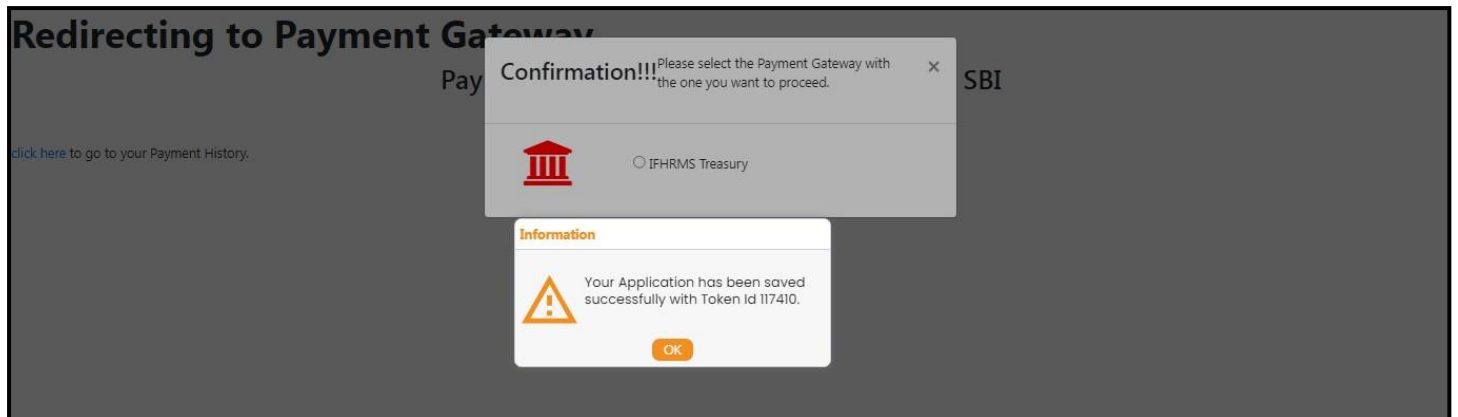 Redirecting to Payment Gateway
Pay
SBI
Confirmation!!!
Please select the Payment Gateway with
the one you want to proceed.
×
click here to go to your Payment History.
IFHRMS Treasury
Information
Your Application has been saved
successfully with Token Id 117410.
OK